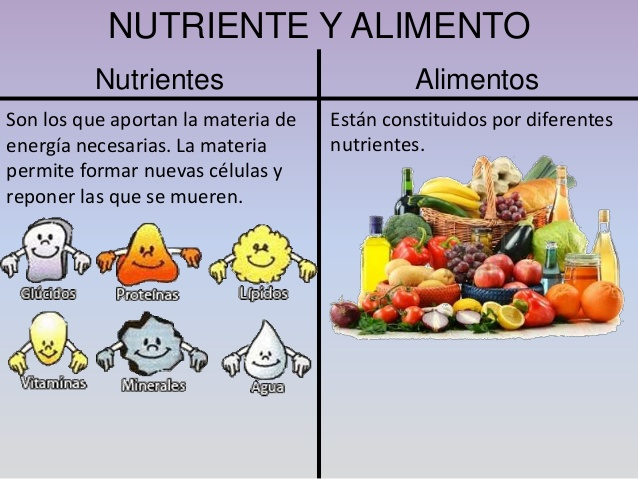 NUTRIENTE Y ALIMENTO
Nutrientes
Alimentos
Son los que aportan la materia de
energía necesarias. La materia
permite formar nuevas células y
reponer las que se mueren.
Están constituidos por diferentes
nutrientes.
Glúcidos
Proteínas
Lípidos
Vitaminas
Minerales
Agua